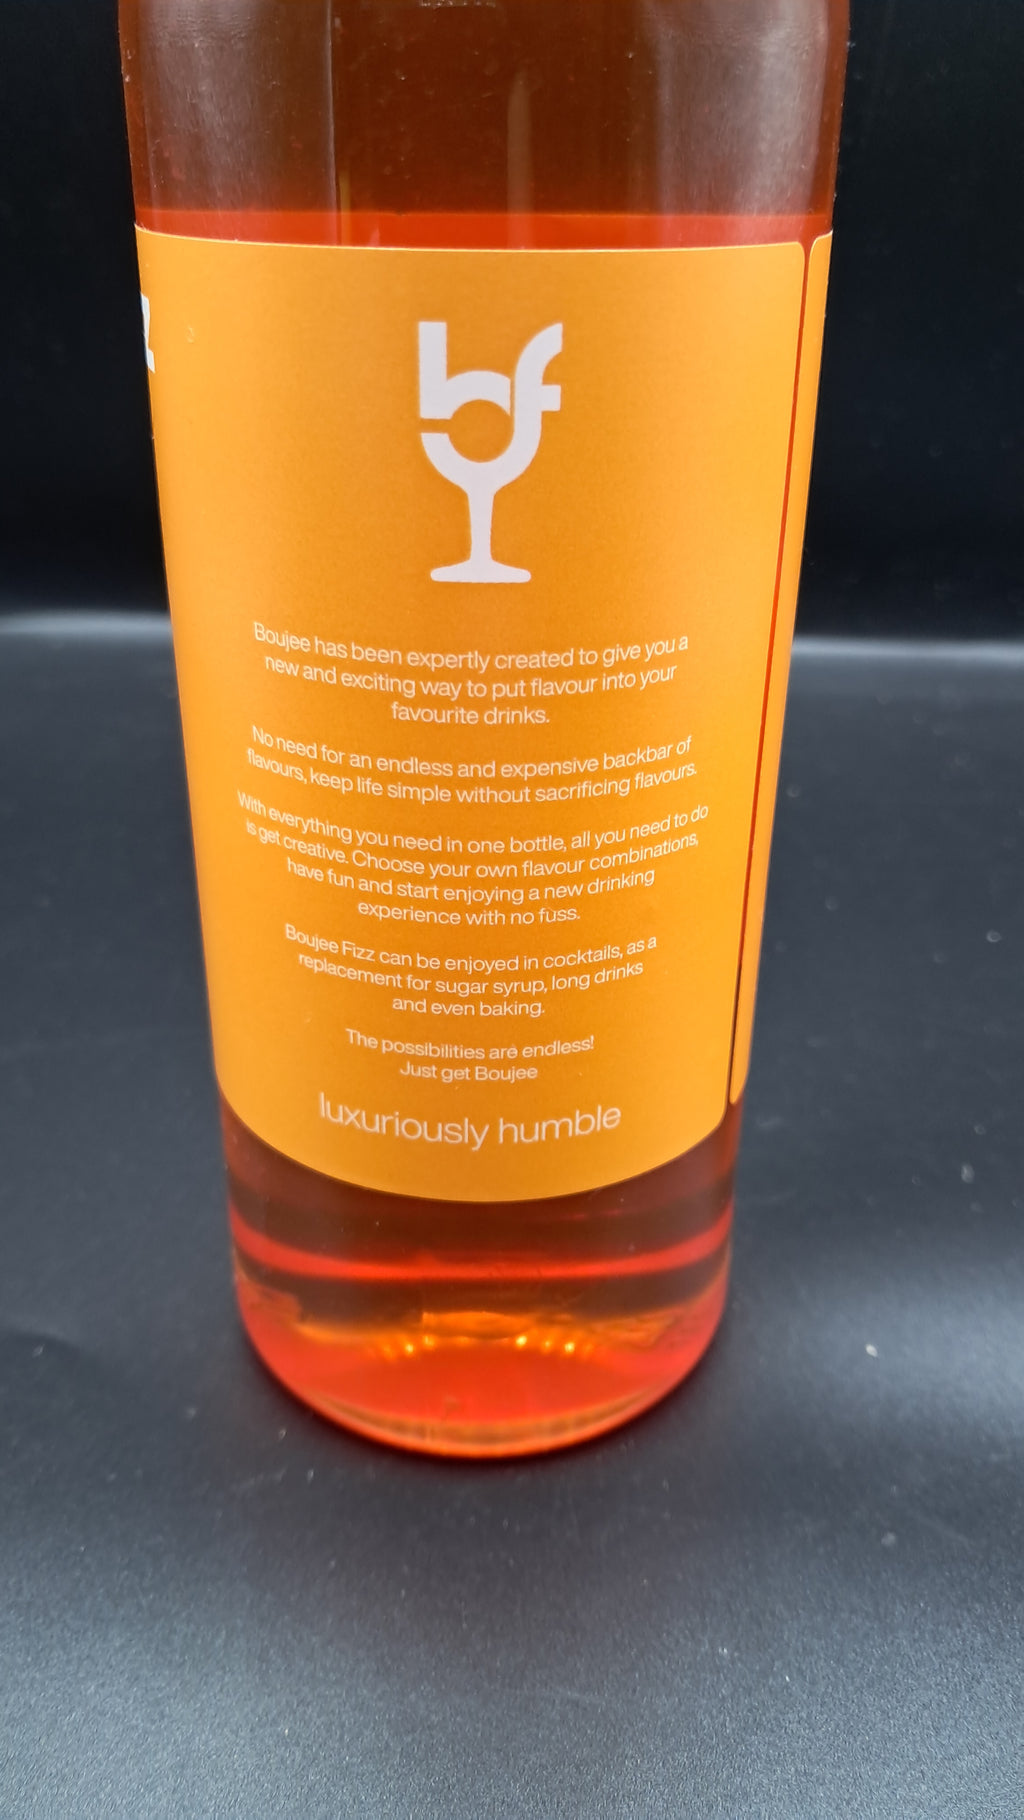 z
bf
Boujee has been expertly created to give you a
new and exciting way to put flavour into your
favourite drinks.
No need for an endless and expensive backbar of
flavours, keep life simple without sacrificing flavours.
With everything you need in one bottle, all you need to do
is get creative. Choose your own flavour combinations,
have fun and start enjoying a new drinking
experience with no fuss.
Boujee Fizz can be enjoyed in cocktails, as a
replacement for sugar syrup, long drinks
and even baking.
The possibilities are endless!
Just get Boujee
luxuriously humble